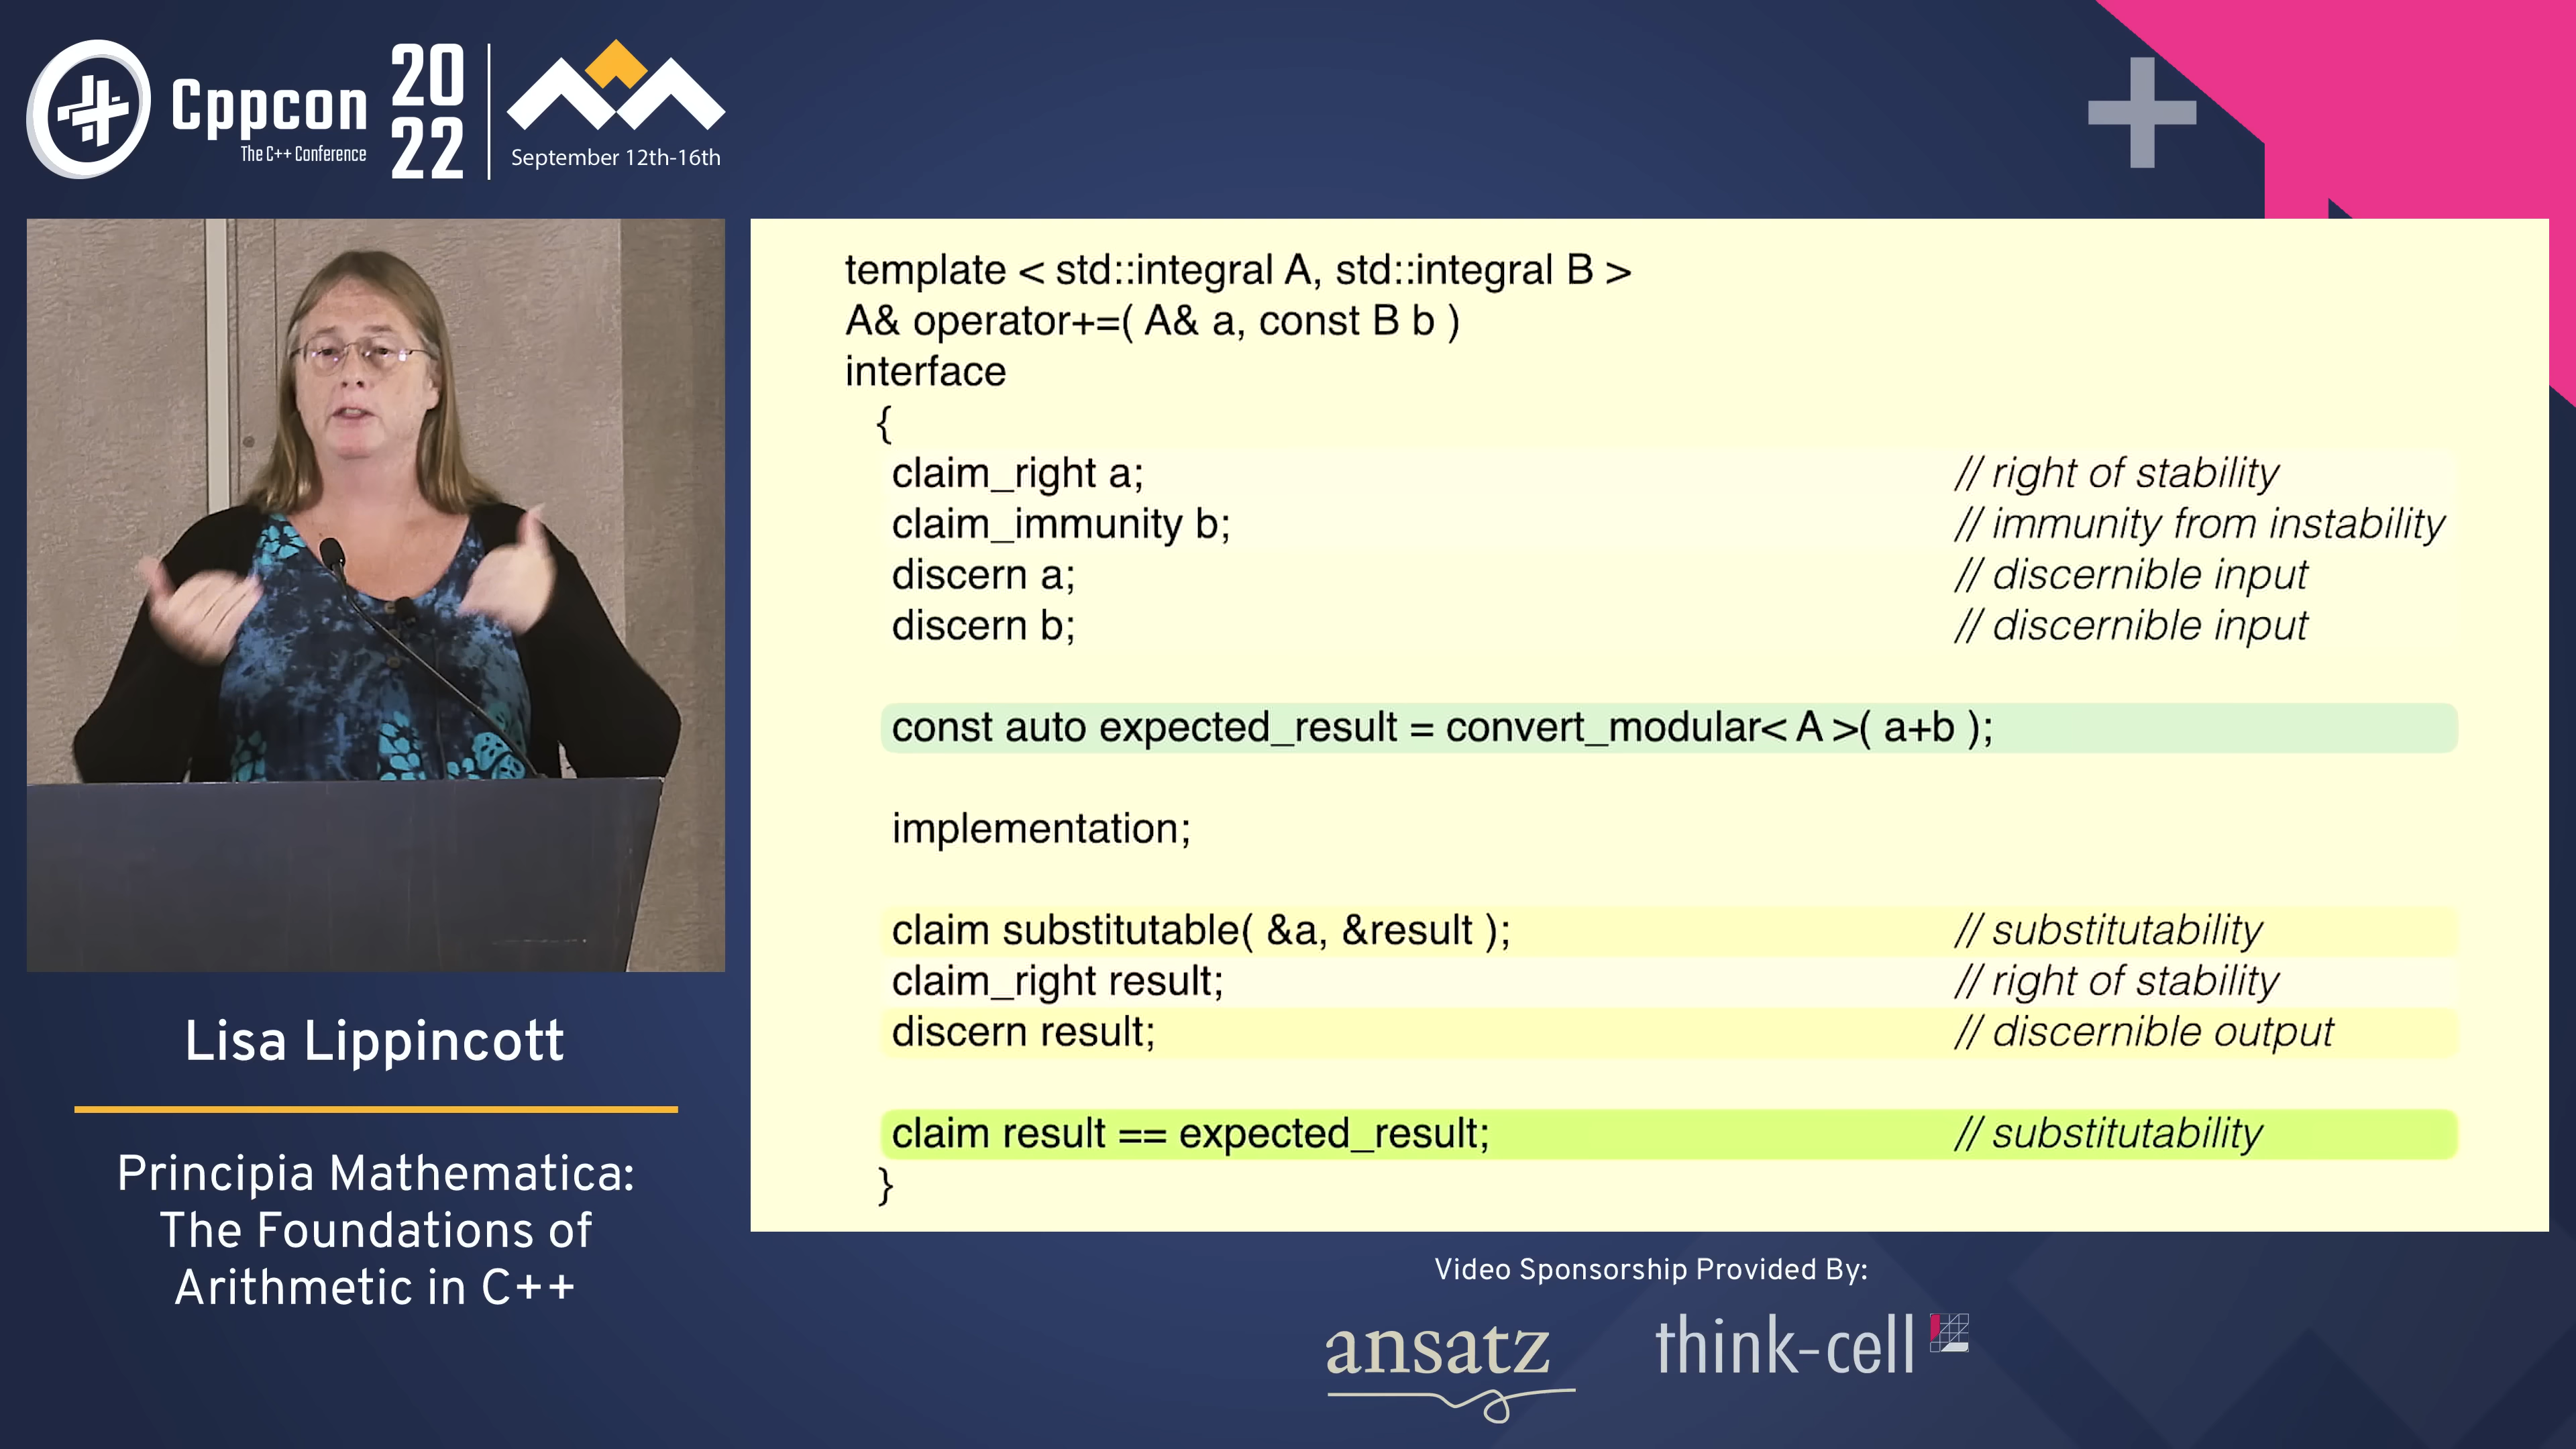 Cppcon
The C++ Conference
20
22
September 12th-16th
template < std::integral A, std::integral B >
A& operator+=( A& a, const B b )
interface
{
claim_right a; // right of stability
claim_immunity b; // immunity from instability
discern a; // discernible input
discern b; // discernible input
const auto expected_result = convert_modular< A >( a+b );
implementation;
claim substitutable( &a, &result ); // substitutability
claim_right result; // right of stability
discern result; // discernible output
claim result == expected_result; // substitutability
}
Lisa Lippincott
Principia Mathematica:
The Foundations of
Arithmetic in C++
Video Sponsorship Provided By:
ansatz
think-cell